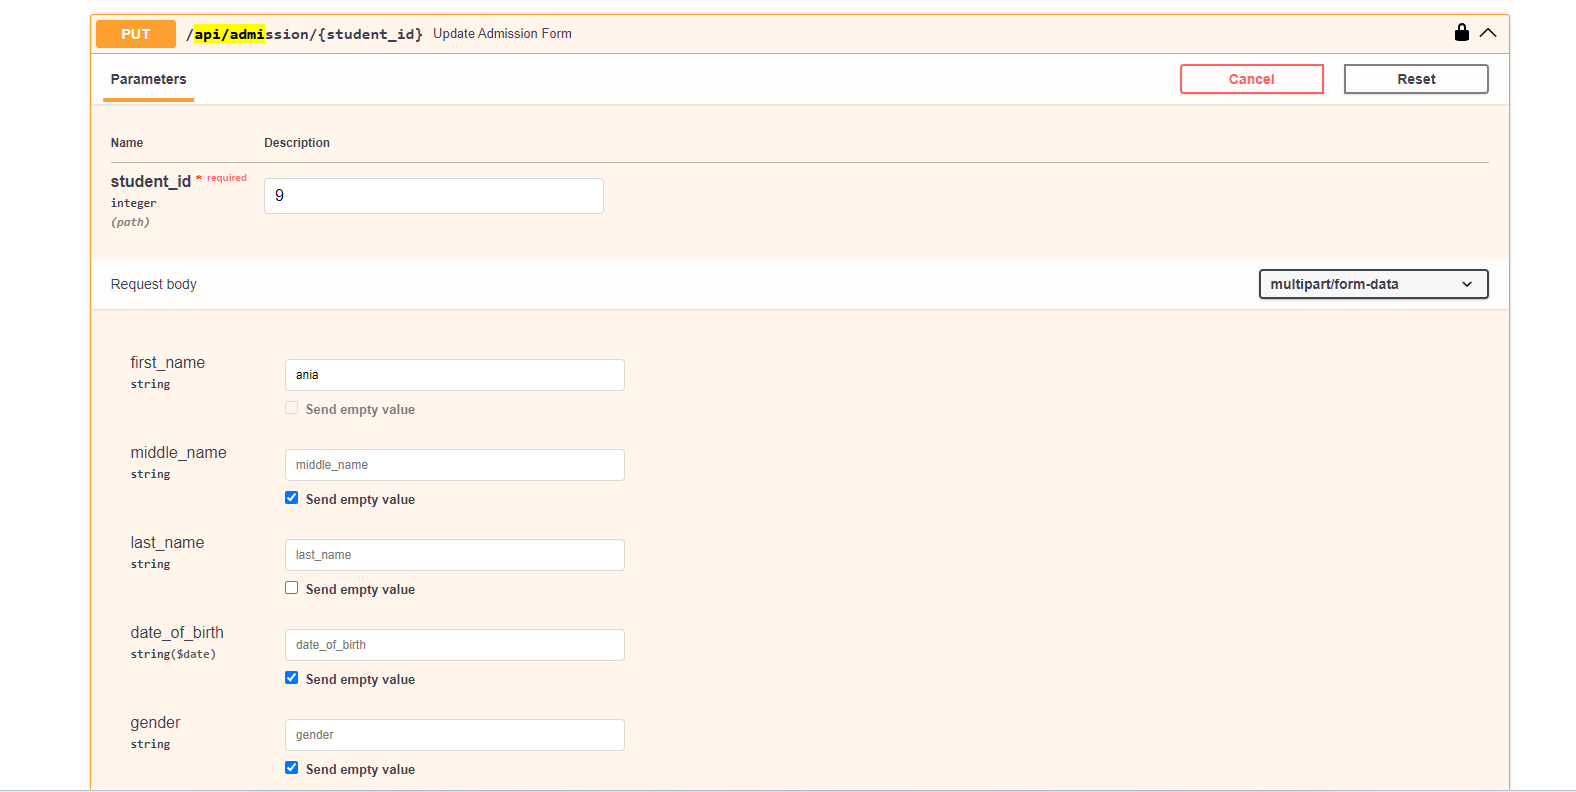 PUT /api/admission/{student_id} Update Admission Form
Parameters Cancel Reset
Name Description
student_id * required 9
integer
(path)
Request body multipart/form-data
first_name ania
string
Send empty value
middle_name middle_name
string
Send empty value
last_name last_name
string
Send empty value
date_of_birth date_of_birth
string($date)
Send empty value
gender gender
string
Send empty value